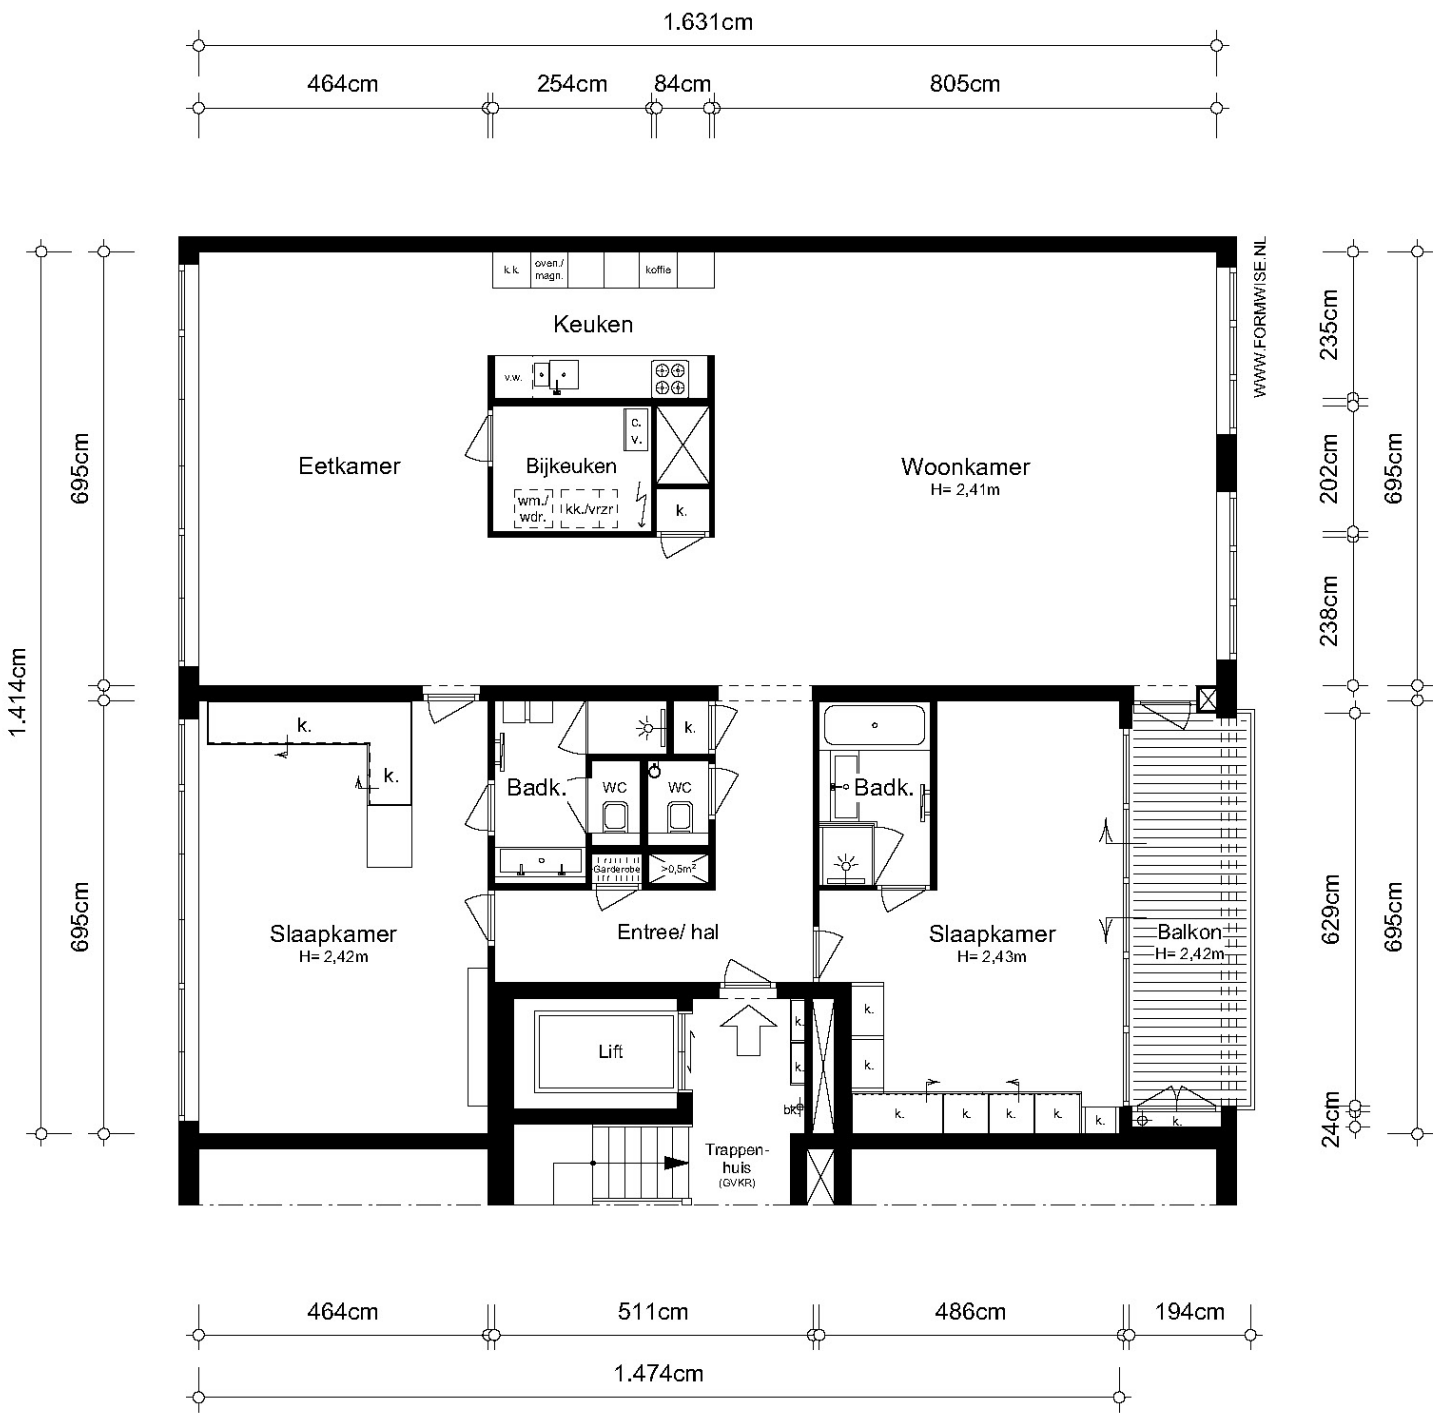 1.631cm
464cm
254cm
84cm
805cm
k.k.
oven./
magn.
koffie
Keuken
v.w.
c.
v.
Eetkamer
Bijkeuken
wm./
wdr.
kk./vrzr
k.
Woonkamer
H= 2,41m
WWW.FORMWISE.NL
235cm
202cm
238cm
695cm
695cm
1.414cm
k.
k.
k.
Badk.
WC
WC
Badk.
Garderobe
>0,5m²
Slaapkamer
H= 2,42m
Entree/ hal
Slaapkamer
H= 2,43m
Balkon
H= 2,42m
695cm
629cm
695cm
24cm
Lift
k.
k.
bk.
k.
k.
k.
k.
k.
k.
k.
k.
Trappen-
huis
(GVKR)
464cm
511cm
486cm
194cm
1.474cm